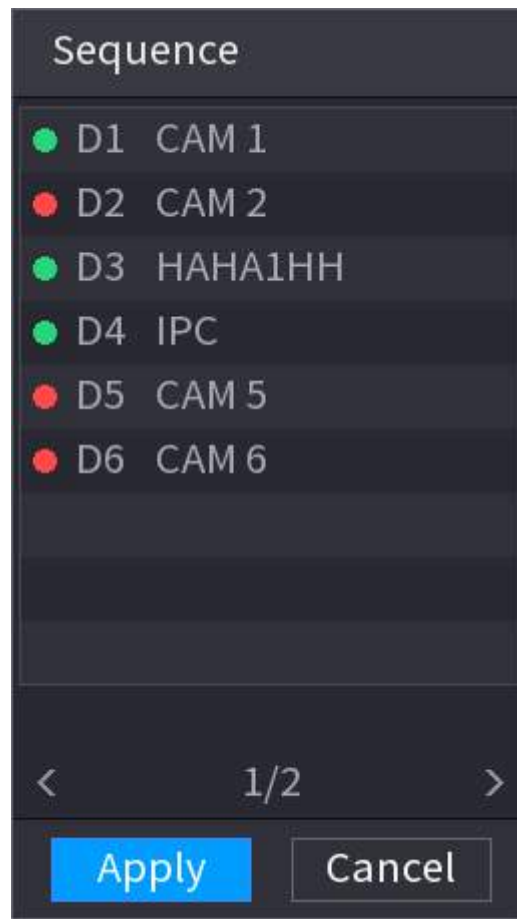 Sequence
D1 CAM 1
D2 CAM 2
D3 HAHA1HH
D4 IPC
D5 CAM 5
D6 CAM 6
< 1/2 >
Apply Cancel